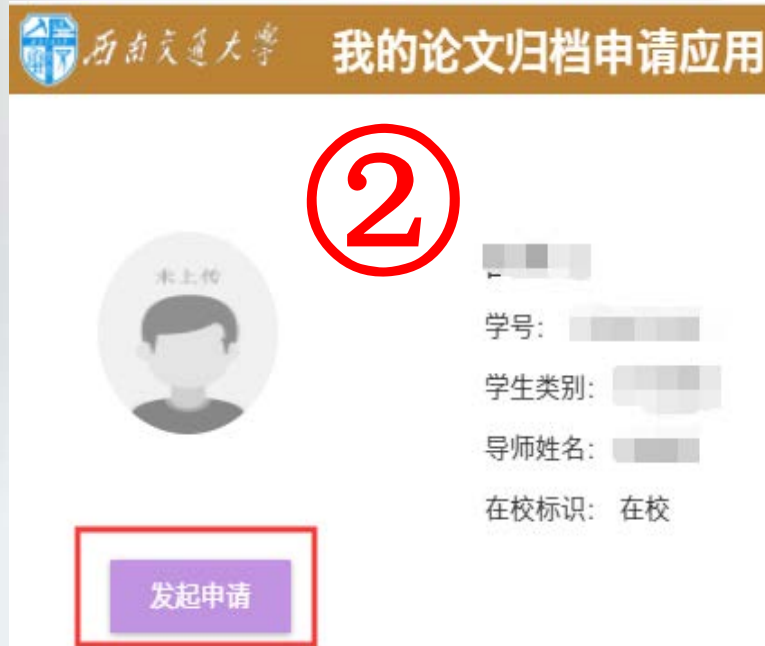 西南交通大学 我的论文归档申请应用
②
未上传
学号：
学生类别：
导师姓名：
在校标识： 在校
发起申请